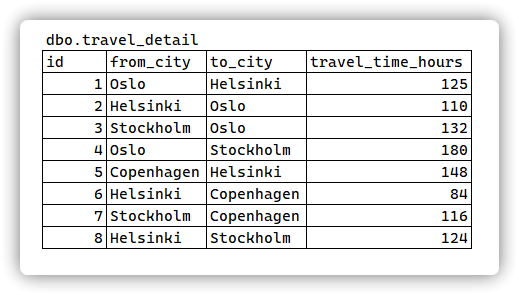 dbo.travel_detail
id from_city to_city travel_time_hours
1 Oslo Helsinki 125
2 Helsinki Oslo 110
3 Stockholm Oslo 132
4 Oslo Stockholm 180
5 Copenhagen Helsinki 148
6 Helsinki Copenhagen 84
7 Stockholm Copenhagen 116
8 Helsinki Stockholm 124